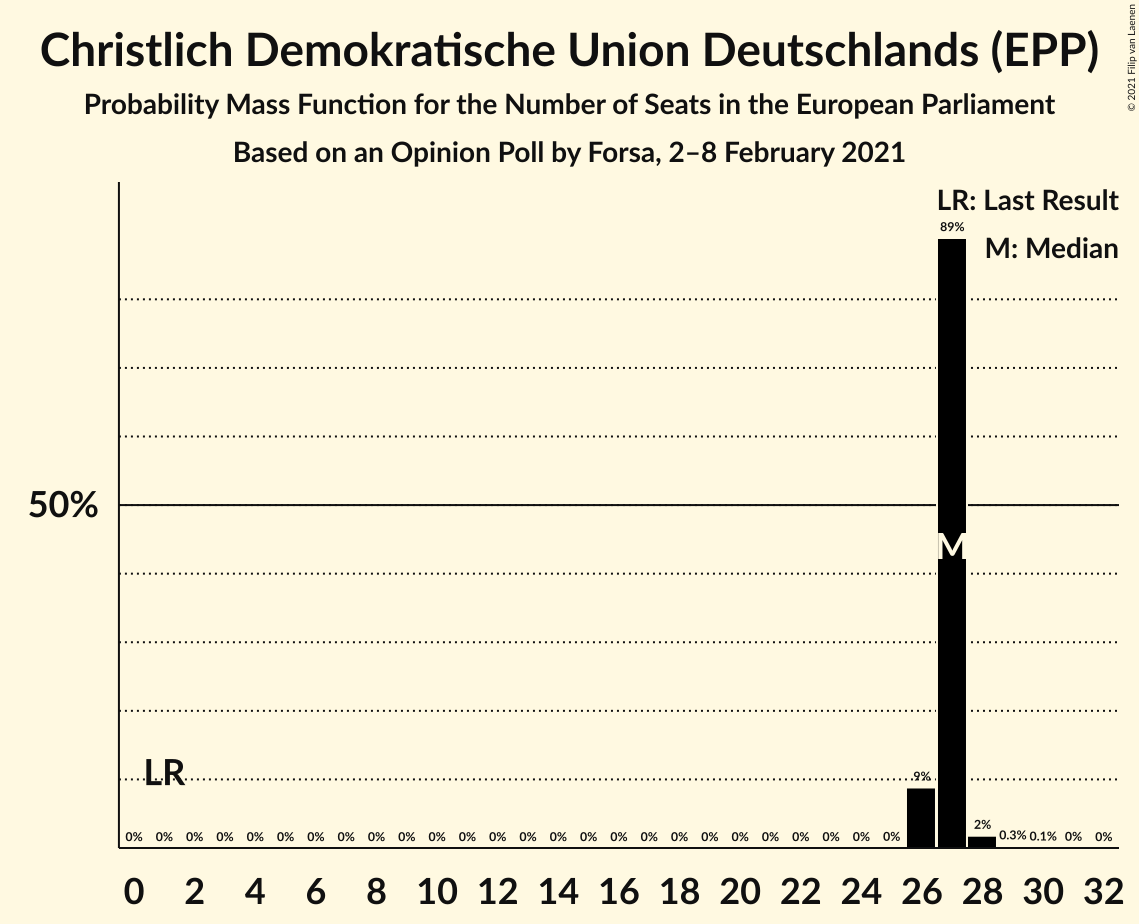 Christlich Demokratische Union Deutschlands (EPP)
Probability Mass Function for the Number of Seats in the European Parliament
Based on an Opinion Poll by Forsa, 2–8 February 2021
© 2021 Filip van Laenen
LR: Last Result
M: Median
89%
50%
M
LR
9%
2%
0% 0% 0% 0% 0% 0% 0% 0% 0% 0% 0% 0% 0% 0% 0% 0% 0% 0% 0% 0% 0% 0% 0% 0% 0% 0% 0.3% 0.1% 0% 0%
0 2 4 6 8 10 12 14 16 18 20 22 24 26 28 30 32